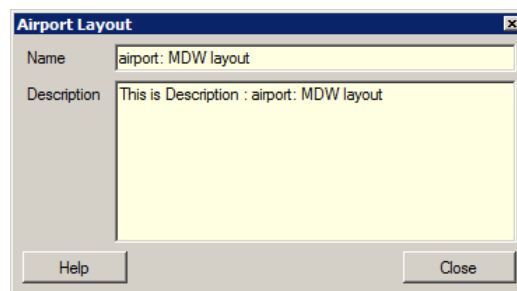 Airport Layout
Name airport: MDW layout
Description This is Description : airport: MDW layout
Help Close